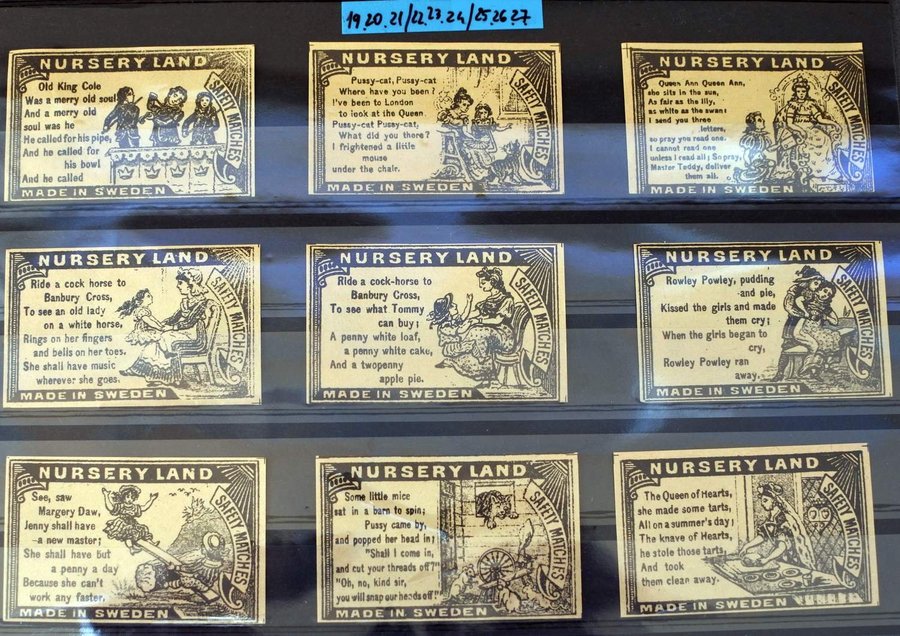 19.20.21/22.23.24/25.26.27
NURSERY LAND
Old King Cole
Was a merry old soul
And a merry old
soul was he
He called for his pipe,
And he called for
his bowl
And he called
SAFETY MATCHES
MADE IN SWEDEN
NURSERY LAND
Pussy-cat, Pussy-cat
Where have you been?
I've been to London
to look at the Queen
Pussy-cat Pussy-cat,
What did you there?
I frightened a little
mouse
under the chair.
SAFETY MATCHES
MADE IN SWEDEN
NURSERY LAND
Queen Ann Queen Ann,
she sits in the sun,
As fair as the lily,
as white as the swan:
I send you three
letters,
so pray you read one.
I cannot read one
unless I read all; So pray,
Master Teddy, deliver
them all.
SAFETY MATCHES
MADE IN SWEDEN
NURSERY LAND
Ride a cock horse to
Banbury Cross,
To see an old lady
on a white horse,
Rings on her fingers
and bells on her toes.
She shall have music
wherever she goes.
SAFETY MATCHES
MADE IN SWEDEN
NURSERY LAND
Ride a cock-horse to
Banbury Cross,
To see what Tommy
can buy;
A penny white loaf,
a penny white cake,
And a twopenny
apple pie.
SAFETY MATCHES
MADE IN SWEDEN
NURSERY LAND
Rowley Powley, pudding
and pie,
Kissed the girls and made
them cry;
When the girls began to
cry,
Rowley Powley ran
away.
SAFETY MATCHES
MADE IN SWEDEN
NURSERY LAND
See, saw
Margery Daw,
Jenny shall have
a new master;
She shall have but
a penny a day
Because she can't
work any faster.
SAFETY MATCHES
MADE IN SWEDEN
NURSERY LAND
Some little mice
sat in a barn to spin;
Pussy came by,
and popped her head in;
"Shall I come in,
and cut your threads off?"
"Oh, no, kind sir,
you will snap our heads off!"
SAFETY MATCHES
MADE IN SWEDEN
NURSERY LAND
The Queen of Hearts,
she made some tarts,
All on a summer's day;
The knave of Hearts,
he stole those tarts,
And took
them clean away.
SAFETY MATCHES
MADE IN SWEDEN